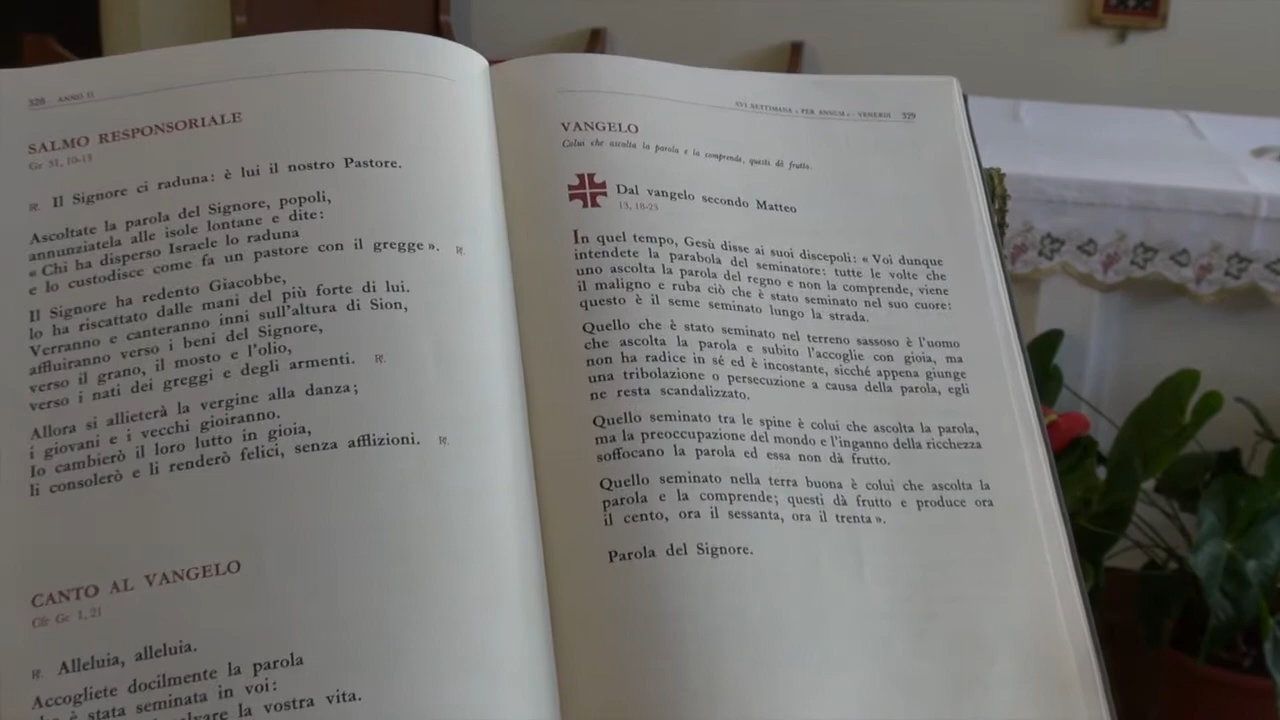 328 ANNO II
SALMO RESPONSORIALE
Ger 31, 10-13
℟. Il Signore ci raduna: è lui il nostro Pastore.
Ascoltate la parola del Signore, popoli,
annunziatela alle isole lontane e dite:
« Chi ha disperso Israele lo raduna
e lo custodisce come fa un pastore con il gregge ». ℟.
Il Signore ha redento Giacobbe,
lo ha riscattato dalle mani del più forte di lui.
Verranno e canteranno inni sull'altura di Sion,
affluiranno verso i beni del Signore,
verso il grano, il mosto e l'olio,
verso i nati dei greggi e degli armenti. ℟.
Allora si allieterà la vergine alla danza;
i giovani e i vecchi gioiranno.
Io cambierò il loro lutto in gioia,
li consolerò e li renderò felici, senza afflizioni. ℟.
CANTO AL VANGELO
Cfr Gc 1, 21
℟. Alleluia, alleluia.
Accogliete docilmente la parola
è stata seminata in voi:
la vostra vita.
XVI SETTIMANA « PER ANNUM » - VENERDÌ 329
VANGELO
Colui che ascolta la parola e la comprende, questi dà frutto.
Dal vangelo secondo Matteo
13, 18-23
In quel tempo, Gesù disse ai suoi discepoli: « Voi dunque
intendete la parabola del seminatore: tutte le volte che
uno ascolta la parola del regno e non la comprende, viene
il maligno e ruba ciò che è stato seminato nel suo cuore:
questo è il seme seminato lungo la strada.
Quello che è stato seminato nel terreno sassoso è l'uomo
che ascolta la parola e subito l'accoglie con gioia, ma
non ha radice in sé ed è incostante, sicché appena giunge
una tribolazione o persecuzione a causa della parola, egli
ne resta scandalizzato.
Quello seminato tra le spine è colui che ascolta la parola,
ma la preoccupazione del mondo e l'inganno della ricchezza
soffocano la parola ed essa non dà frutto.
Quello seminato nella terra buona è colui che ascolta la
parola e la comprende; questi dà frutto e produce ora
il cento, ora il sessanta, ora il trenta ».
Parola del Signore.